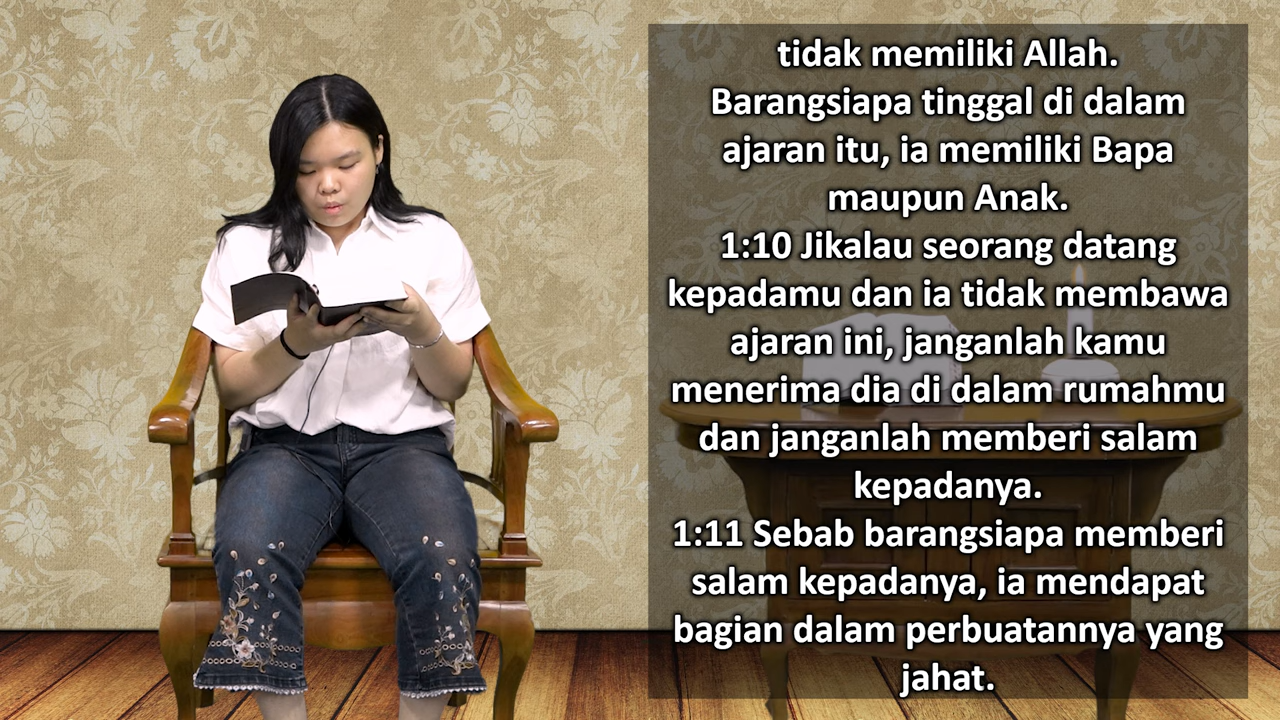 tidak memiliki Allah.
Barangsiapa tinggal di dalam
ajaran itu, ia memiliki Bapa
maupun Anak.
1:10 Jikalau seorang datang
kepadamu dan ia tidak membawa
ajaran ini, janganlah kamu
menerima dia di dalam rumahmu
dan janganlah memberi salam
kepadanya.
1:11 Sebab barangsiapa memberi
salam kepadanya, ia mendapat
bagian dalam perbuatannya yang
jahat.